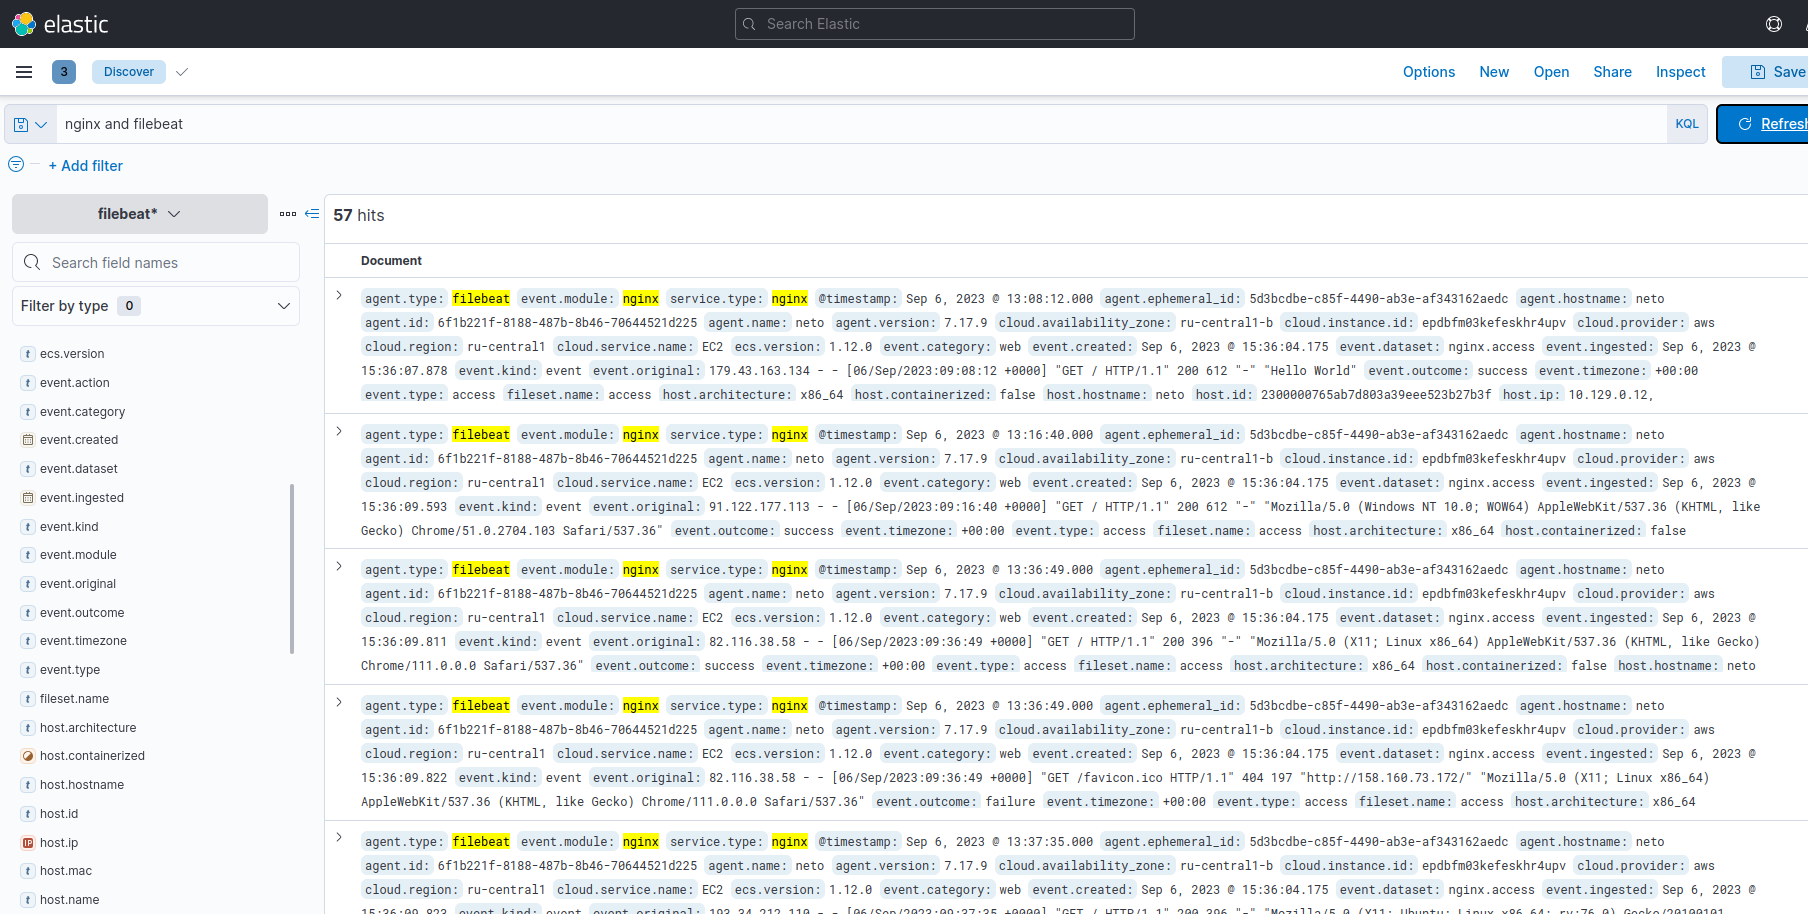 elastic
Search Elastic
3
Discover
Options
New
Open
Share
Inspect
Save
nginx and filebeat
KQL
Refresh
+ Add filter
filebeat*
57 hits
Search field names
Document
Filter by type 0
ecs.version
event.action
event.category
event.created
event.dataset
event.ingested
event.kind
event.module
event.original
event.outcome
event.timezone
event.type
fileset.name
host.architecture
host.containerized
host.hostname
host.id
host.ip
host.mac
host.name
agent.type: filebeat event.module: nginx service.type: nginx @timestamp: Sep 6, 2023 @ 13:08:12.000 agent.ephemeral_id: 5d3bcdbe-c85f-4490-ab3e-af343162aedc agent.hostname: neto
agent.id: 6f1b221f-8188-487b-8b46-70644521d225 agent.name: neto agent.version: 7.17.9 cloud.availability_zone: ru-central1-b cloud.instance.id: epdbfm03kefeskhr4upv cloud.provider: aws
cloud.region: ru-central1 cloud.service.name: EC2 ecs.version: 1.12.0 event.category: web event.created: Sep 6, 2023 @ 15:36:04.175 event.dataset: nginx.access event.ingested: Sep 6, 2023 @
15:36:07.878 event.kind: event event.original: 179.43.163.134 - - [06/Sep/2023:09:08:12 +0000] "GET / HTTP/1.1" 200 612 "-" "Hello World" event.outcome: success event.timezone: +00:00
event.type: access fileset.name: access host.architecture: x86_64 host.containerized: false host.hostname: neto host.id: 2300000765ab7d803a39eee523b27b3f host.ip: 10.129.0.12,
agent.type: filebeat event.module: nginx service.type: nginx @timestamp: Sep 6, 2023 @ 13:16:40.000 agent.ephemeral_id: 5d3bcdbe-c85f-4490-ab3e-af343162aedc agent.hostname: neto
agent.id: 6f1b221f-8188-487b-8b46-70644521d225 agent.name: neto agent.version: 7.17.9 cloud.availability_zone: ru-central1-b cloud.instance.id: epdbfm03kefeskhr4upv cloud.provider: aws
cloud.region: ru-central1 cloud.service.name: EC2 ecs.version: 1.12.0 event.category: web event.created: Sep 6, 2023 @ 15:36:04.175 event.dataset: nginx.access event.ingested: Sep 6, 2023 @
15:36:09.593 event.kind: event event.original: 91.122.177.113 - - [06/Sep/2023:09:16:40 +0000] "GET / HTTP/1.1" 200 612 "-" "Mozilla/5.0 (Windows NT 10.0; WOW64) AppleWebKit/537.36 (KHTML, like
Gecko) Chrome/51.0.2704.103 Safari/537.36" event.outcome: success event.timezone: +00:00 event.type: access fileset.name: access host.architecture: x86_64 host.containerized: false
agent.type: filebeat event.module: nginx service.type: nginx @timestamp: Sep 6, 2023 @ 13:36:49.000 agent.ephemeral_id: 5d3bcdbe-c85f-4490-ab3e-af343162aedc agent.hostname: neto
agent.id: 6f1b221f-8188-487b-8b46-70644521d225 agent.name: neto agent.version: 7.17.9 cloud.availability_zone: ru-central1-b cloud.instance.id: epdbfm03kefeskhr4upv cloud.provider: aws
cloud.region: ru-central1 cloud.service.name: EC2 ecs.version: 1.12.0 event.category: web event.created: Sep 6, 2023 @ 15:36:04.175 event.dataset: nginx.access event.ingested: Sep 6, 2023 @
15:36:09.811 event.kind: event event.original: 82.116.38.58 - - [06/Sep/2023:09:36:49 +0000] "GET / HTTP/1.1" 200 396 "-" "Mozilla/5.0 (X11; Linux x86_64) AppleWebKit/537.36 (KHTML, like Gecko)
Chrome/111.0.0.0 Safari/537.36" event.outcome: success event.timezone: +00:00 event.type: access fileset.name: access host.architecture: x86_64 host.containerized: false host.hostname: neto
agent.type: filebeat event.module: nginx service.type: nginx @timestamp: Sep 6, 2023 @ 13:36:49.000 agent.ephemeral_id: 5d3bcdbe-c85f-4490-ab3e-af343162aedc agent.hostname: neto
agent.id: 6f1b221f-8188-487b-8b46-70644521d225 agent.name: neto agent.version: 7.17.9 cloud.availability_zone: ru-central1-b cloud.instance.id: epdbfm03kefeskhr4upv cloud.provider: aws
cloud.region: ru-central1 cloud.service.name: EC2 ecs.version: 1.12.0 event.category: web event.created: Sep 6, 2023 @ 15:36:04.175 event.dataset: nginx.access event.ingested: Sep 6, 2023 @
15:36:09.822 event.kind: event event.original: 82.116.38.58 - - [06/Sep/2023:09:36:49 +0000] "GET /favicon.ico HTTP/1.1" 404 197 "http://158.160.73.172/" "Mozilla/5.0 (X11; Linux x86_64)
AppleWebKit/537.36 (KHTML, like Gecko) Chrome/111.0.0.0 Safari/537.36" event.outcome: failure event.timezone: +00:00 event.type: access fileset.name: access host.architecture: x86_64
agent.type: filebeat event.module: nginx service.type: nginx @timestamp: Sep 6, 2023 @ 13:37:35.000 agent.ephemeral_id: 5d3bcdbe-c85f-4490-ab3e-af343162aedc agent.hostname: neto
agent.id: 6f1b221f-8188-487b-8b46-70644521d225 agent.name: neto agent.version: 7.17.9 cloud.availability_zone: ru-central1-b cloud.instance.id: epdbfm03kefeskhr4upv cloud.provider: aws
cloud.region: ru-central1 cloud.service.name: EC2 ecs.version: 1.12.0 event.category: web event.created: Sep 6, 2023 @ 15:36:04.175 event.dataset: nginx.access event.ingested: Sep 6, 2023 @
15:36:09.823 event.kind: event event.original: 193.34.212.110 - - [06/Sep/2023:09:37:35 +0000] "GET / HTTP/1.1" 200 396 "-" "Mozilla/5.0 (X11; Ubuntu; Linux x86_64; rv:76.0) Gecko/20100101